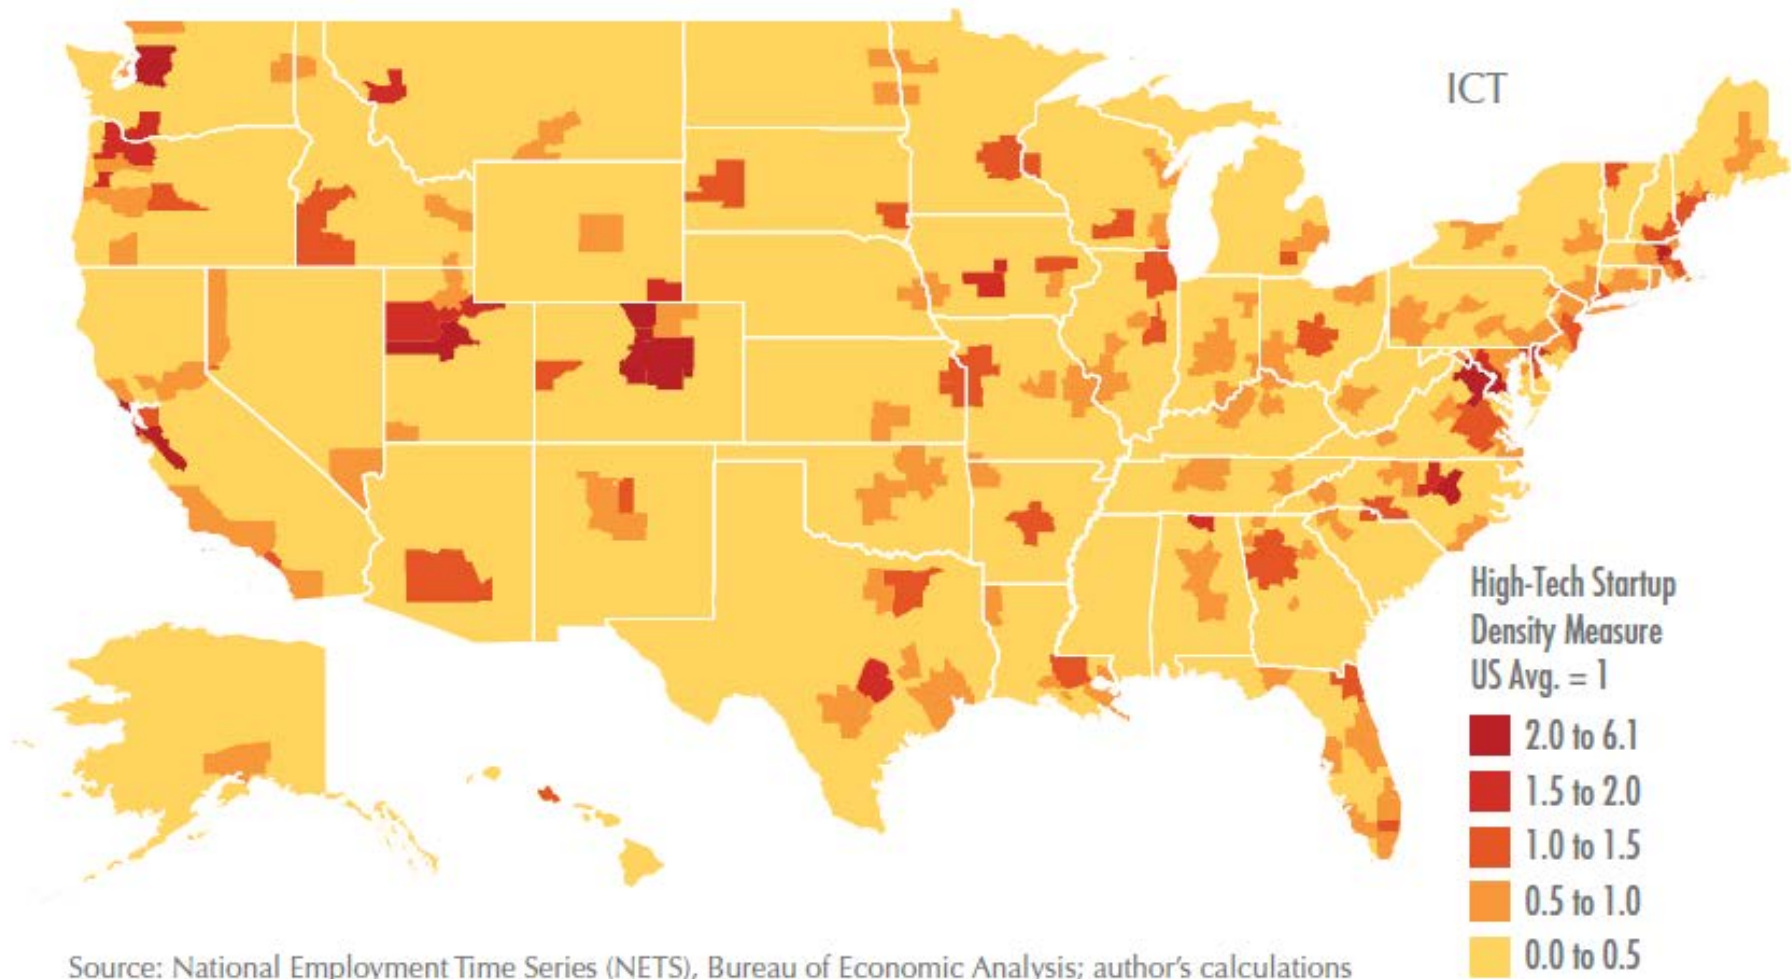 ICT
High-Tech Startup
Density Measure
US Avg. = 1
2.0 to 6.1
1.5 to 2.0
1.0 to 1.5
0.5 to 1.0
0.0 to 0.5
Source: National Employment Time Series (NETS), Bureau of Economic Analysis; author's calculations